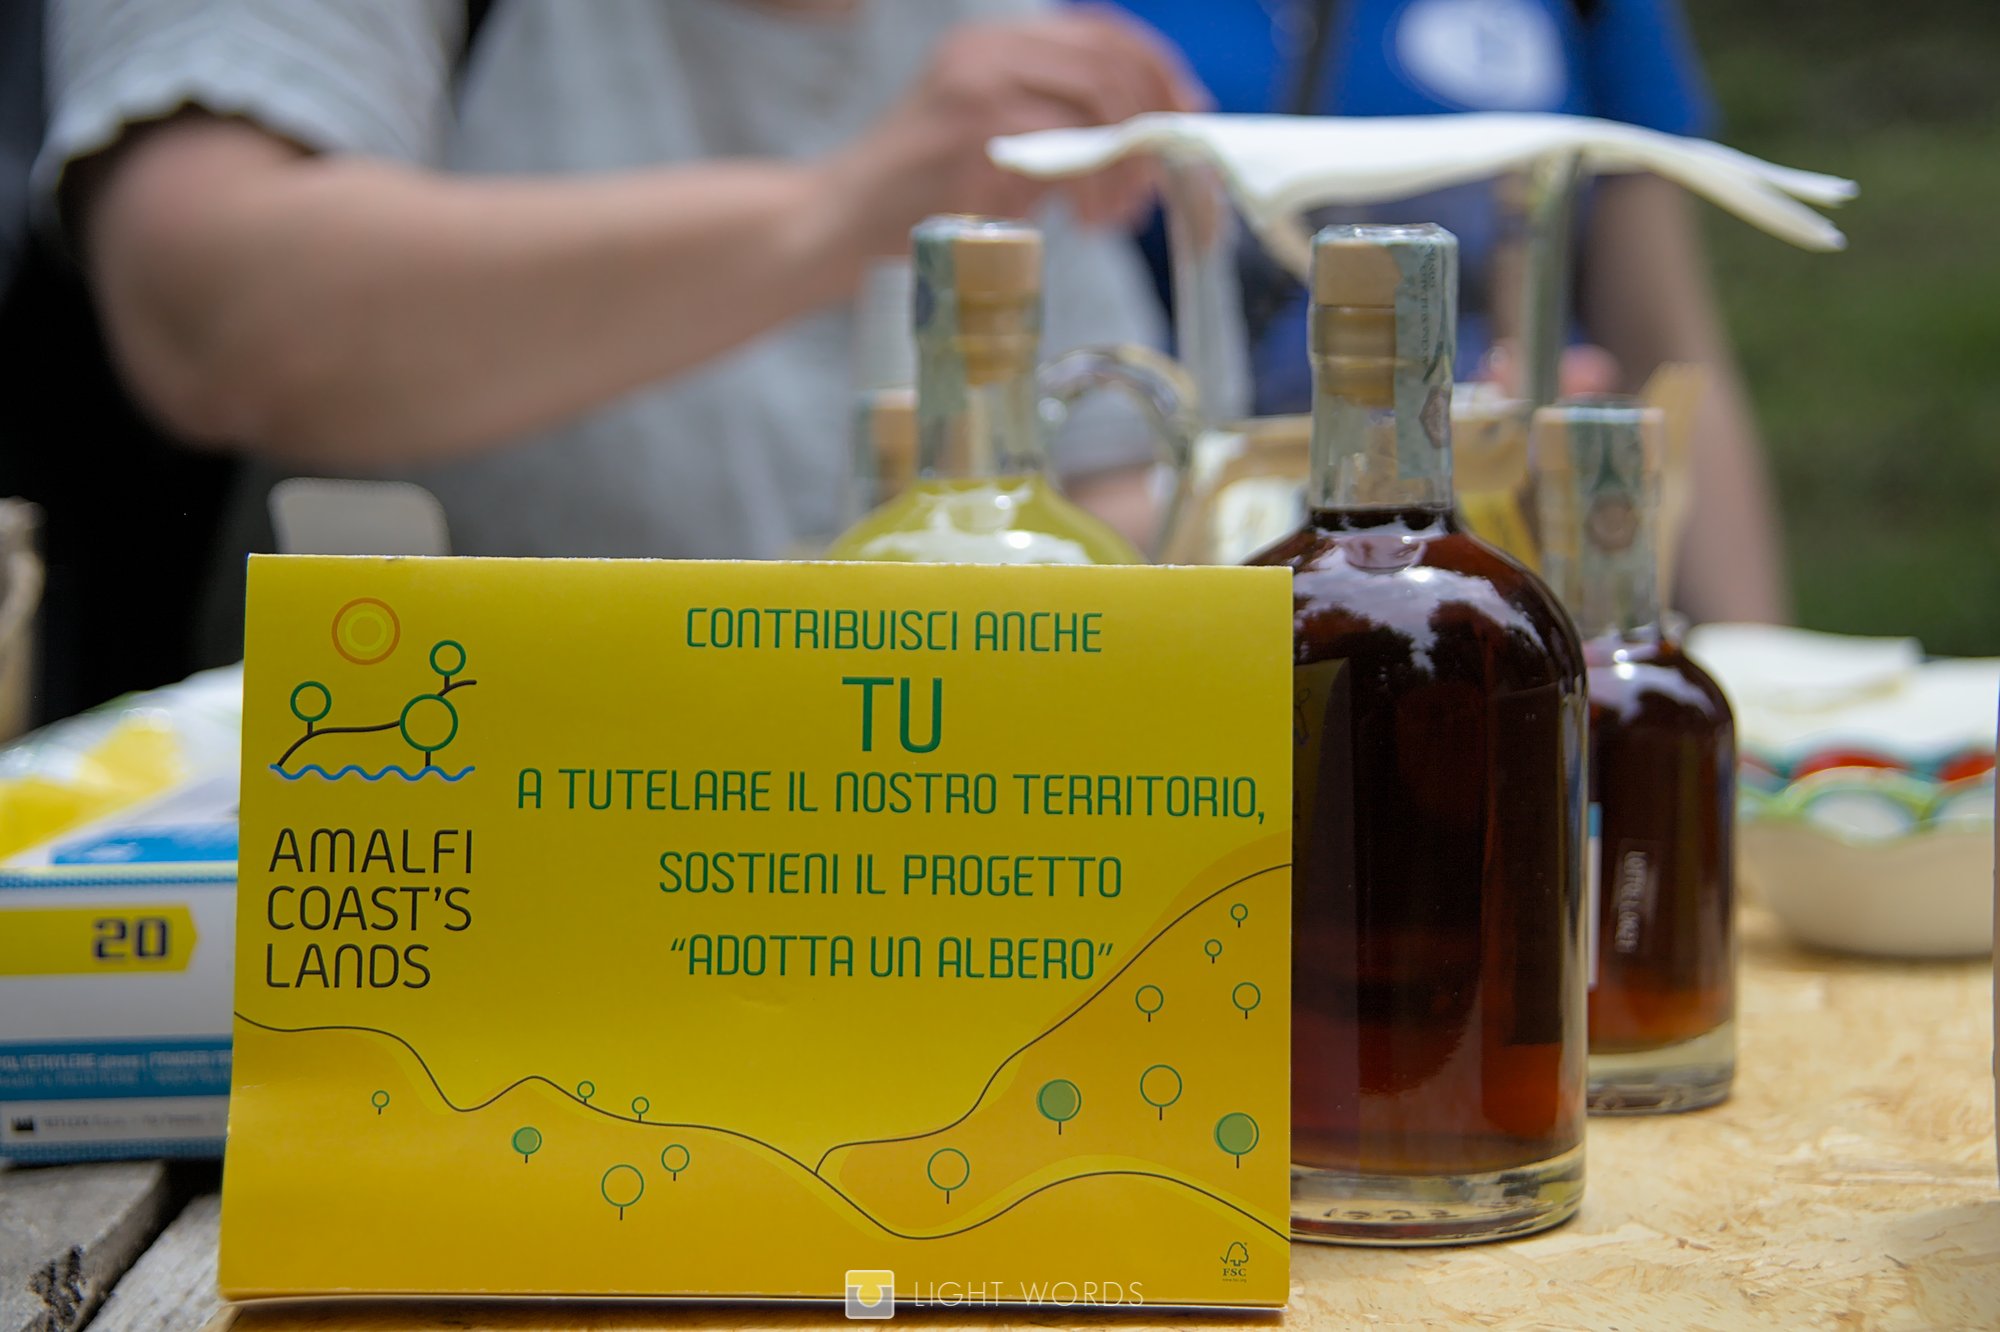 CONTRIBUISCI ANCHE
TU
A TUTELARE IL NOSTRO TERRITORIO,
SOSTIENI IL PROGETTO
“ADOTTA UN ALBERO”
AMALFI
COAST’S
LANDS
20
FSC
LIGHT WORDS